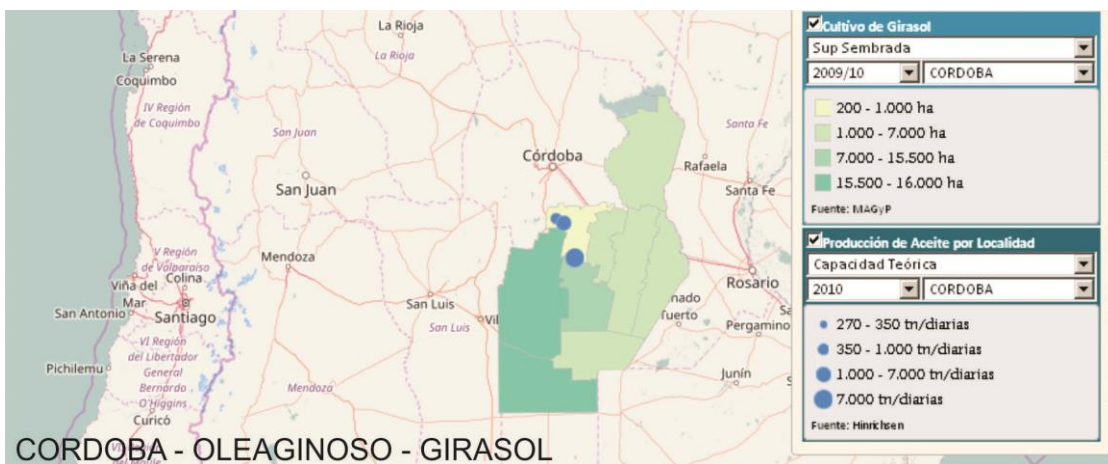 La Rioja
La Rioja
La Serena
Coquimbo
IV Región
de Coquimbo
San Juan
Santa Fe
Córdoba
Rafaela
San Juan
Santa Fe
V Región
de Valparaíso
Mendoza
Viña del
Mar
Colina
Rosario
San Luis
San Antonio
Santiago
San Luis
Vil
nado
Tuerto
Pergamino
VI Región
del Libertador
General
Bernardo
O'Higgins
Pichilemu
Mendoza
Junín
Curicó
CORDOBA - OLEAGINOSO - GIRASOL
Cultivo de Girasol
Sup Sembrada
2009/10 CORDOBA
200 - 1.000 ha
1.000 - 7.000 ha
7.000 - 15.500 ha
15.500 - 16.000 ha
Fuente: MAGyP
Producción de Aceite por Localidad
Capacidad Teórica
2010 CORDOBA
270 - 350 tn/diarias
350 - 1.000 tn/diarias
1.000 - 7.000 tn/diarias
7.000 tn/diarias
Fuente: Hinrichsen